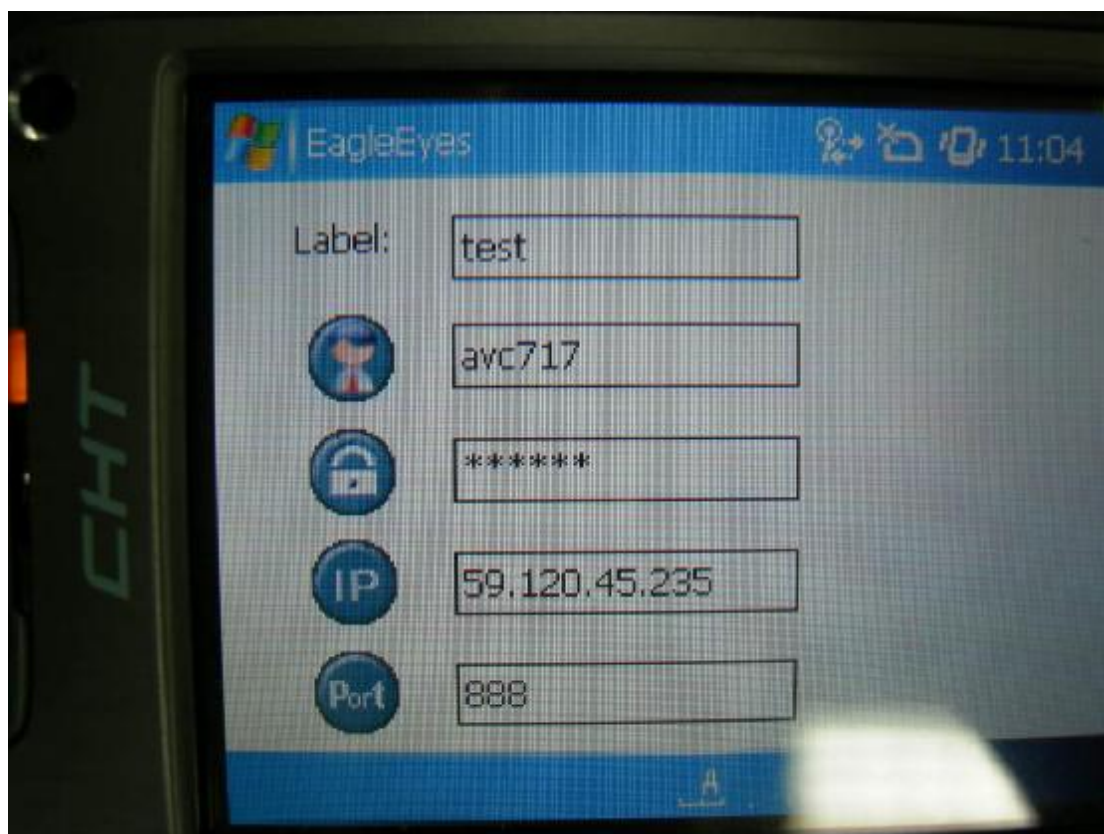 EagleEyes 11:04
Label: test
avc717
******
IP 59.120.45.235
Port 888
A
CHT